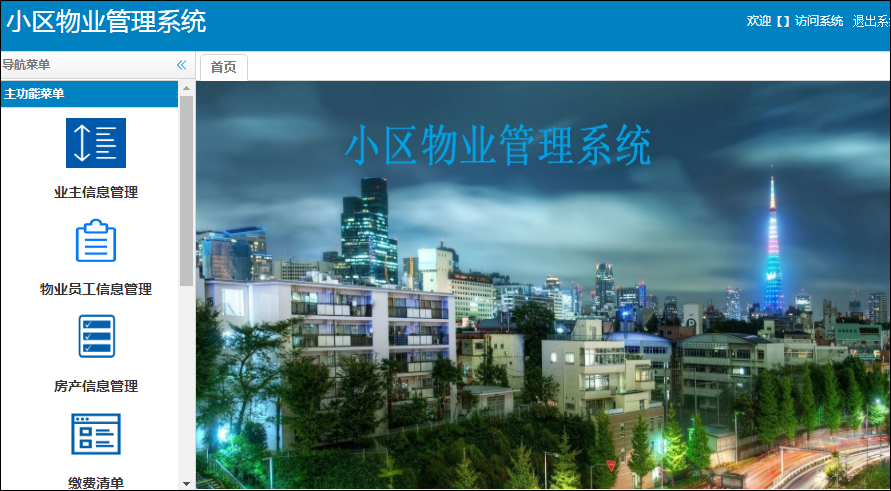 小区物业管理系统
欢迎【】访问系统 退出系
导航菜单
首页
主功能菜单
小区物业管理系统
业主信息管理
物业员工信息管理
房产信息管理
缴费清单